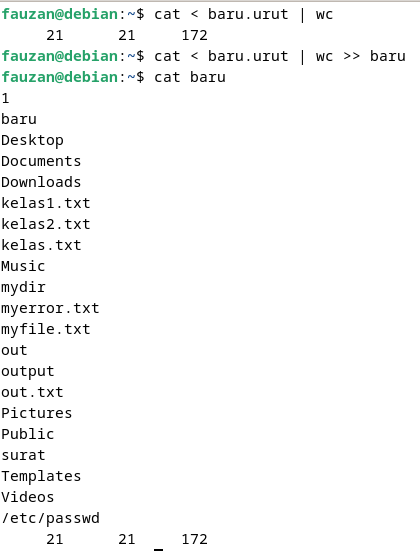 fauzan@debian:~$ cat < baru.urut | wc
     21      21     172
fauzan@debian:~$ cat < baru.urut | wc >> baru
fauzan@debian:~$ cat baru
1
baru
Desktop
Documents
Downloads
kelas1.txt
kelas2.txt
kelas.txt
Music
mydir
myerror.txt
myfile.txt
out
output
out.txt
Pictures
Public
surat
Templates
Videos
/etc/passwd
     21      21     172